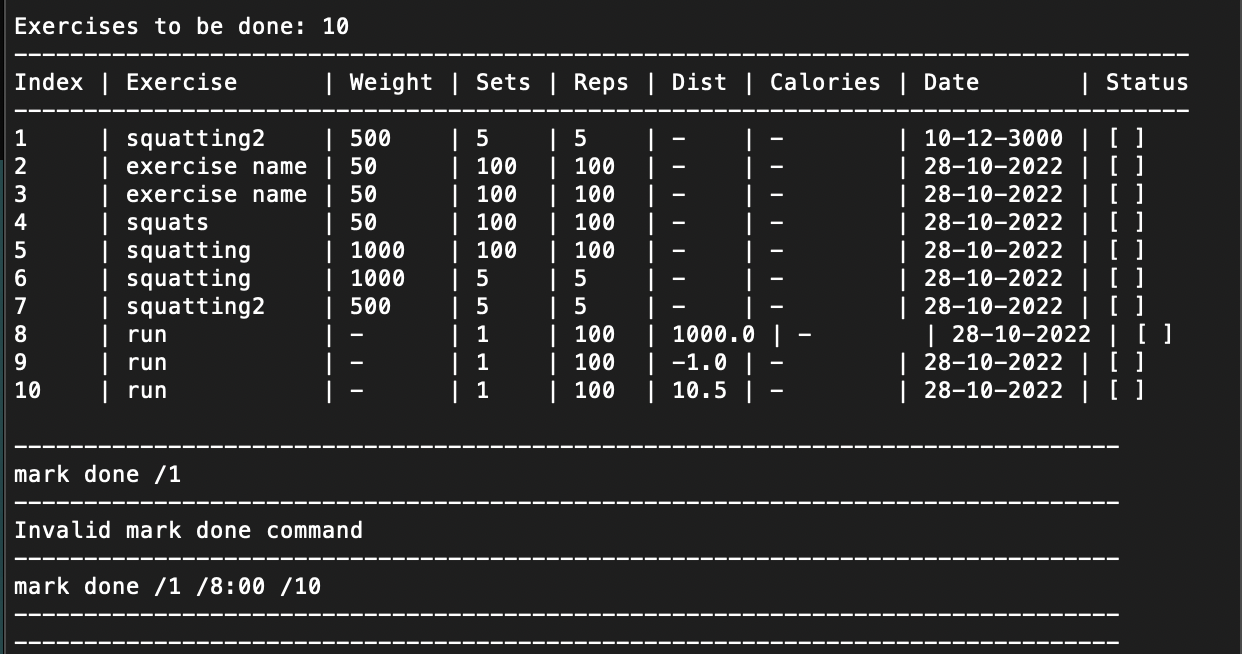 Exercises to be done: 10
------------------------------------------------------------------------------------
Index | Exercise      | Weight | Sets | Reps | Dist | Calories | Date       | Status
------------------------------------------------------------------------------------
1     | squatting2    | 500    | 5    | 5    | -    | -        | 10-12-3000 | [ ]
2     | exercise name | 50     | 100  | 100  | -    | -        | 28-10-2022 | [ ]
3     | exercise name | 50     | 100  | 100  | -    | -        | 28-10-2022 | [ ]
4     | squats        | 50     | 100  | 100  | -    | -        | 28-10-2022 | [ ]
5     | squatting     | 1000   | 100  | 100  | -    | -        | 28-10-2022 | [ ]
6     | squatting     | 1000   | 5    | 5    | -    | -        | 28-10-2022 | [ ]
7     | squatting2    | 500    | 5    | 5    | -    | -        | 28-10-2022 | [ ]
8     | run           | -      | 1    | 100  | 1000.0 | -        | 28-10-2022 | [ ]
9     | run           | -      | 1    | 100  | -1.0 | -        | 28-10-2022 | [ ]
10    | run           | -      | 1    | 100  | 10.5 | -        | 28-10-2022 | [ ]
-------------------------------------------------------------------------------
mark done /1
-------------------------------------------------------------------------------
Invalid mark done command
-------------------------------------------------------------------------------
mark done /1 /8:00 /10
-------------------------------------------------------------------------------
-------------------------------------------------------------------------------